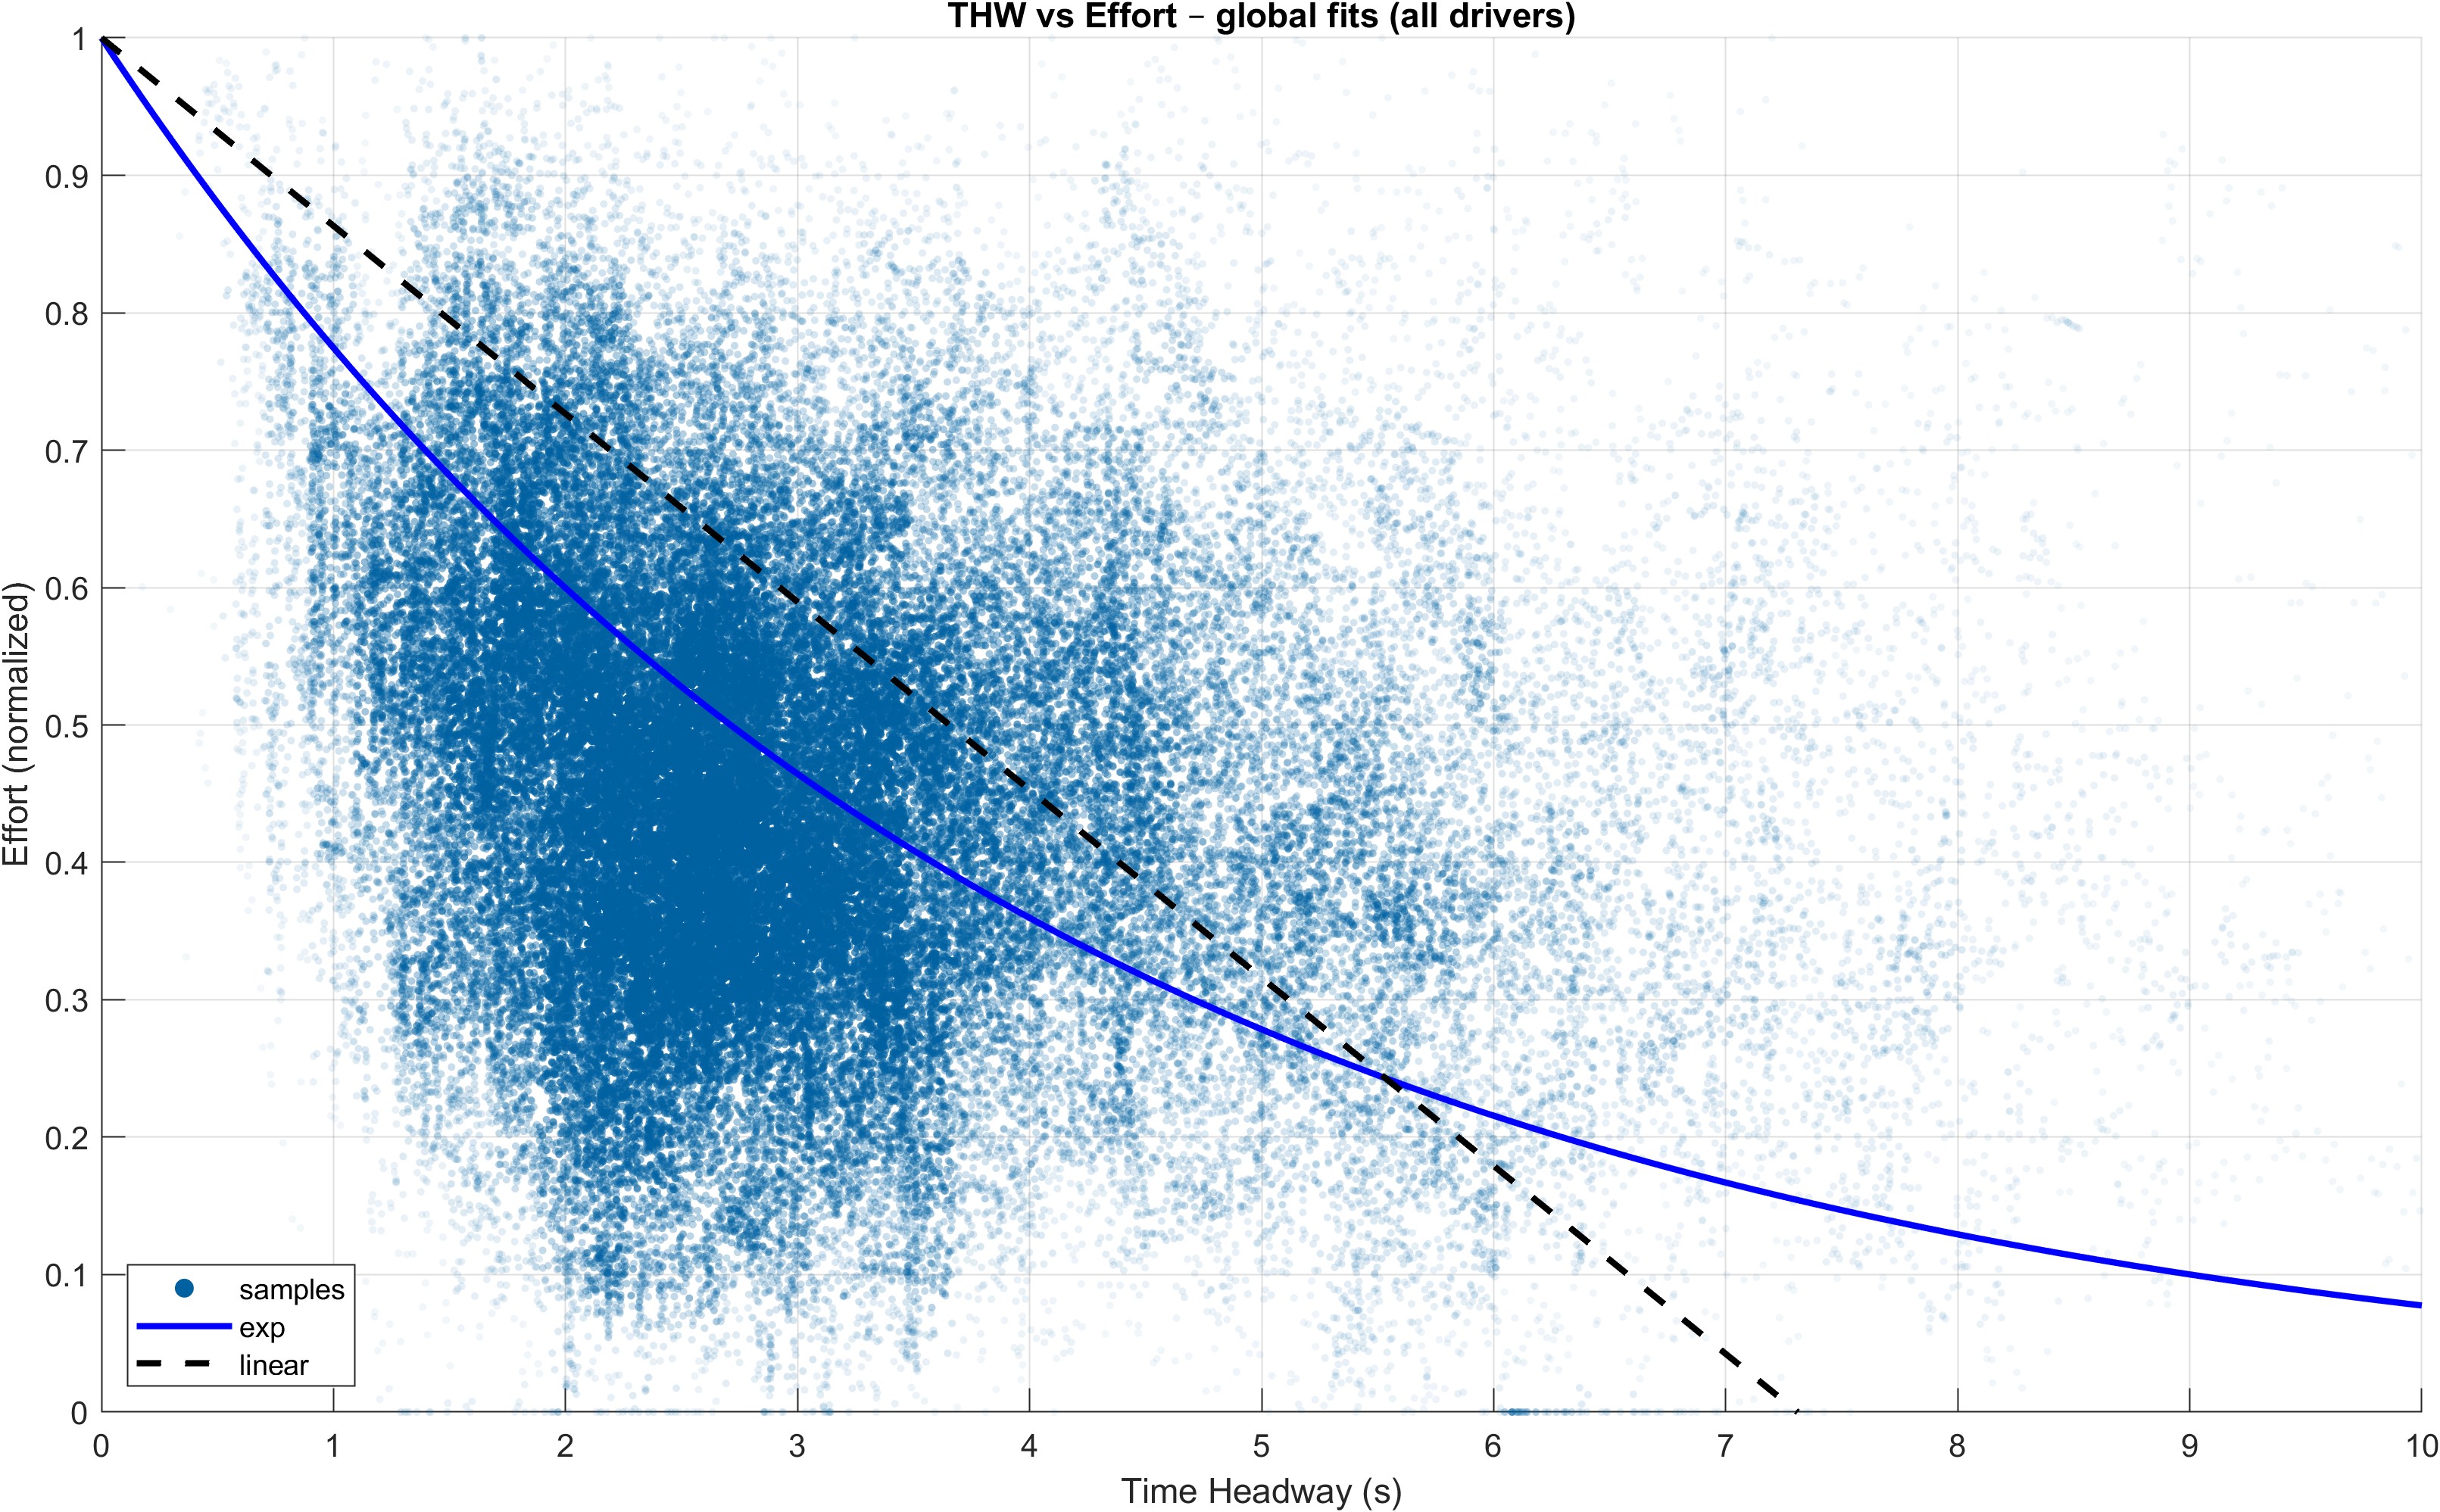 THW vs Effort – global fits (all drivers)
1
0.9
0.8
0.7
0.6
0.5
0.4
0.3
0.2
0.1
0
Effort (normalized)
samples
exp
linear
0 1 2 3 4 5 6 7 8 9 10
Time Headway (s)